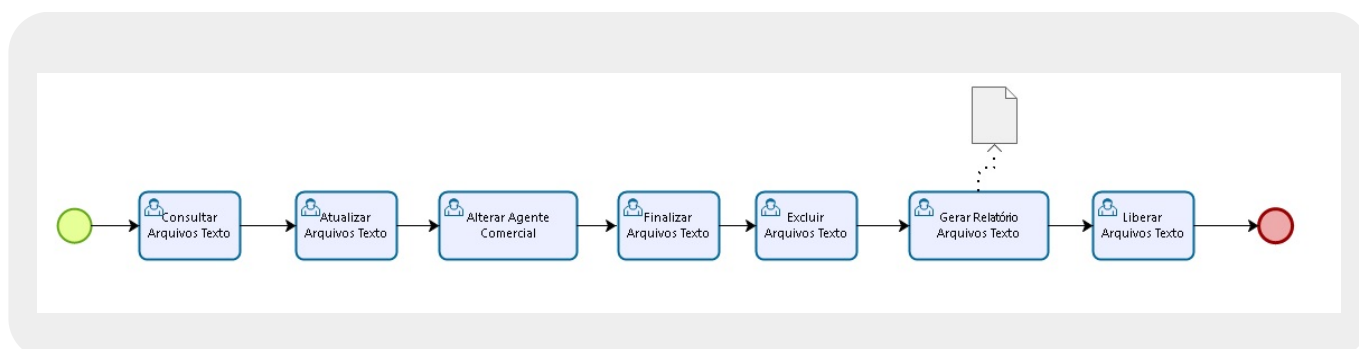 Consultar
Arquivos Texto
Atualizar
Arquivos Texto
Alterar Agente
Comercial
Finalizar
Arquivos Texto
Excluir
Arquivos Texto
Gerar Relatório
Arquivos Texto
Liberar
Arquivos Texto